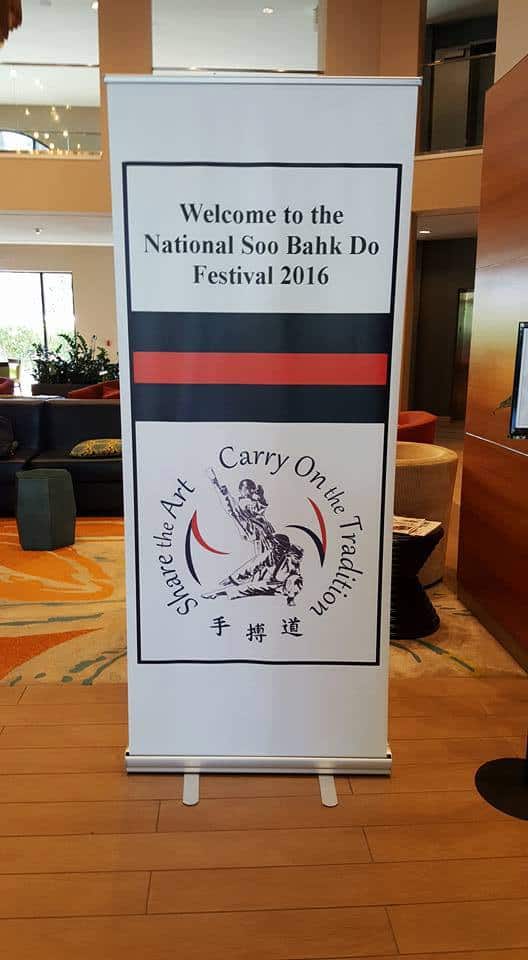 Welcome to the
National Soo Bahk Do
Festival 2016
Share the Art
Carry On the Tradition
手搏道